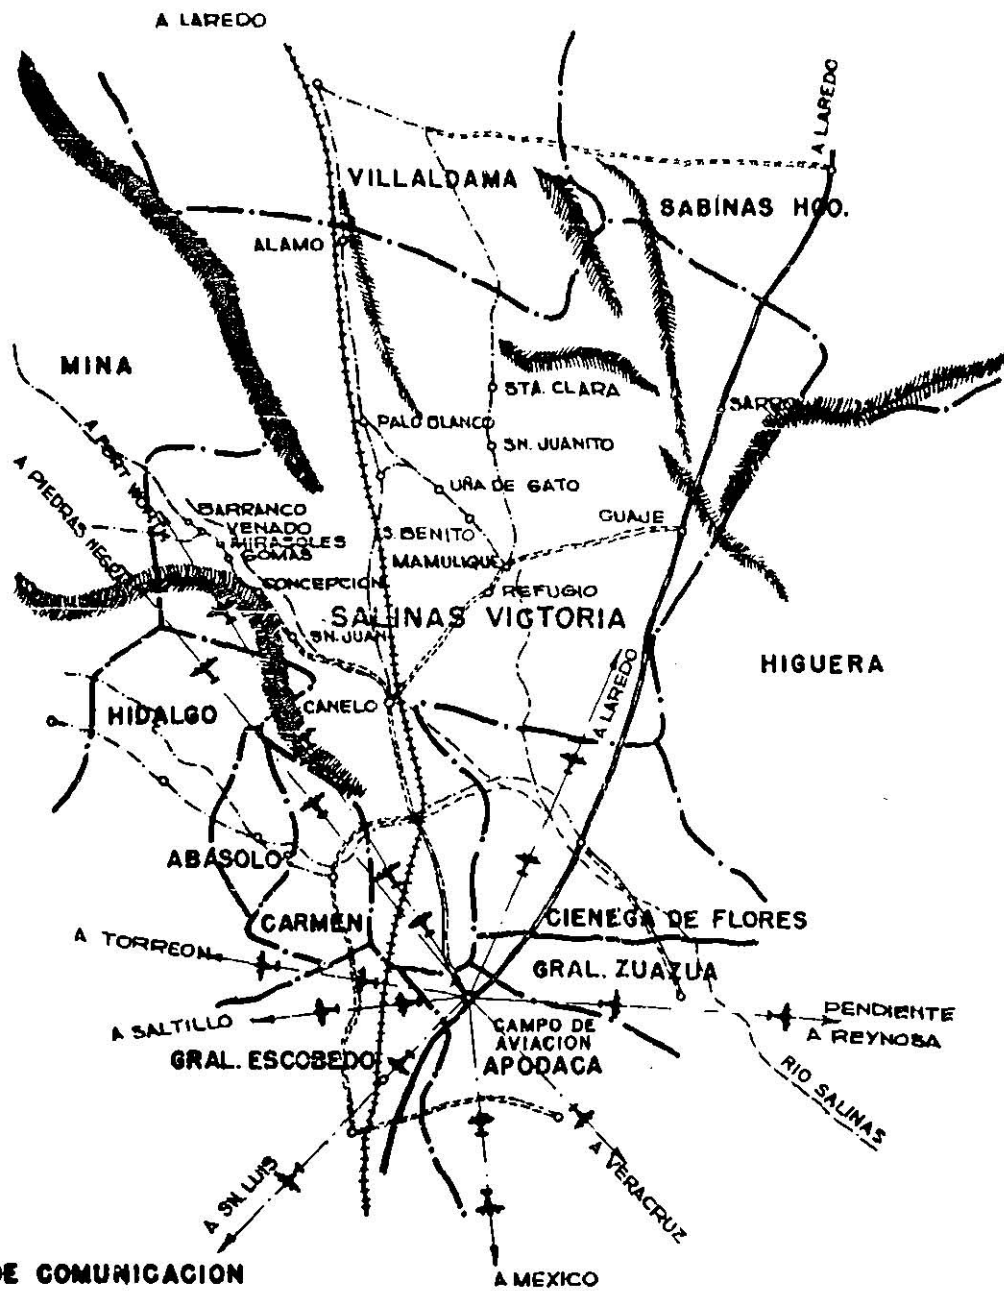 A LAREDO
A LAREDO
VILLALDAMA
SABINAS HGO.
ALAMO
MINA
STA. CLARA
PALO BLANCO
SN. JUANITO
A FORT WORTH
A PIEDRAS NEGRAS
UÑA DE GATO
BARRANCO
VENADO
MIRASOLES
GOMAS
GUAJE
S. BENITO
MAMULIQUE
CONCEPCION
REFUGIO
SALINAS VICTORIA
SN. JUAN
HIGUERA
A LAREDO
CANELO
HIDALGO
ABASOLO
CARMEN
CIENEGA DE FLORES
A TORREON
GRAL. ZUAZUA
A SALTILLO
CAMPO DE
AVIACION
APODACA
PENDIENTE
A REYNOSA
GRAL. ESCOBEDO
RIO SALINAS
A VERACRUZ
A SN. LUIS
DE COMUNICACION
A MEXICO